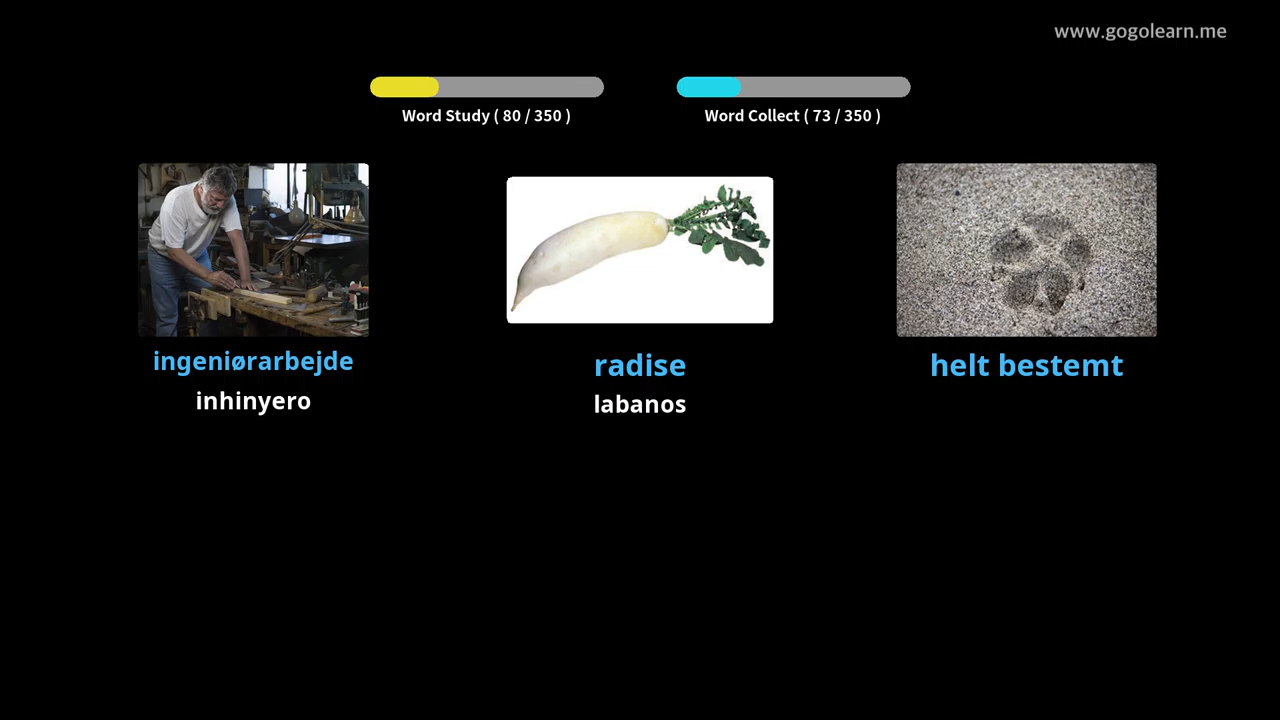 www.gogolearn.me
Word Study ( 80 / 350 )
Word Collect ( 73 / 350 )
ingeniørarbejde
inhinyero
radise
labanos
helt bestemt